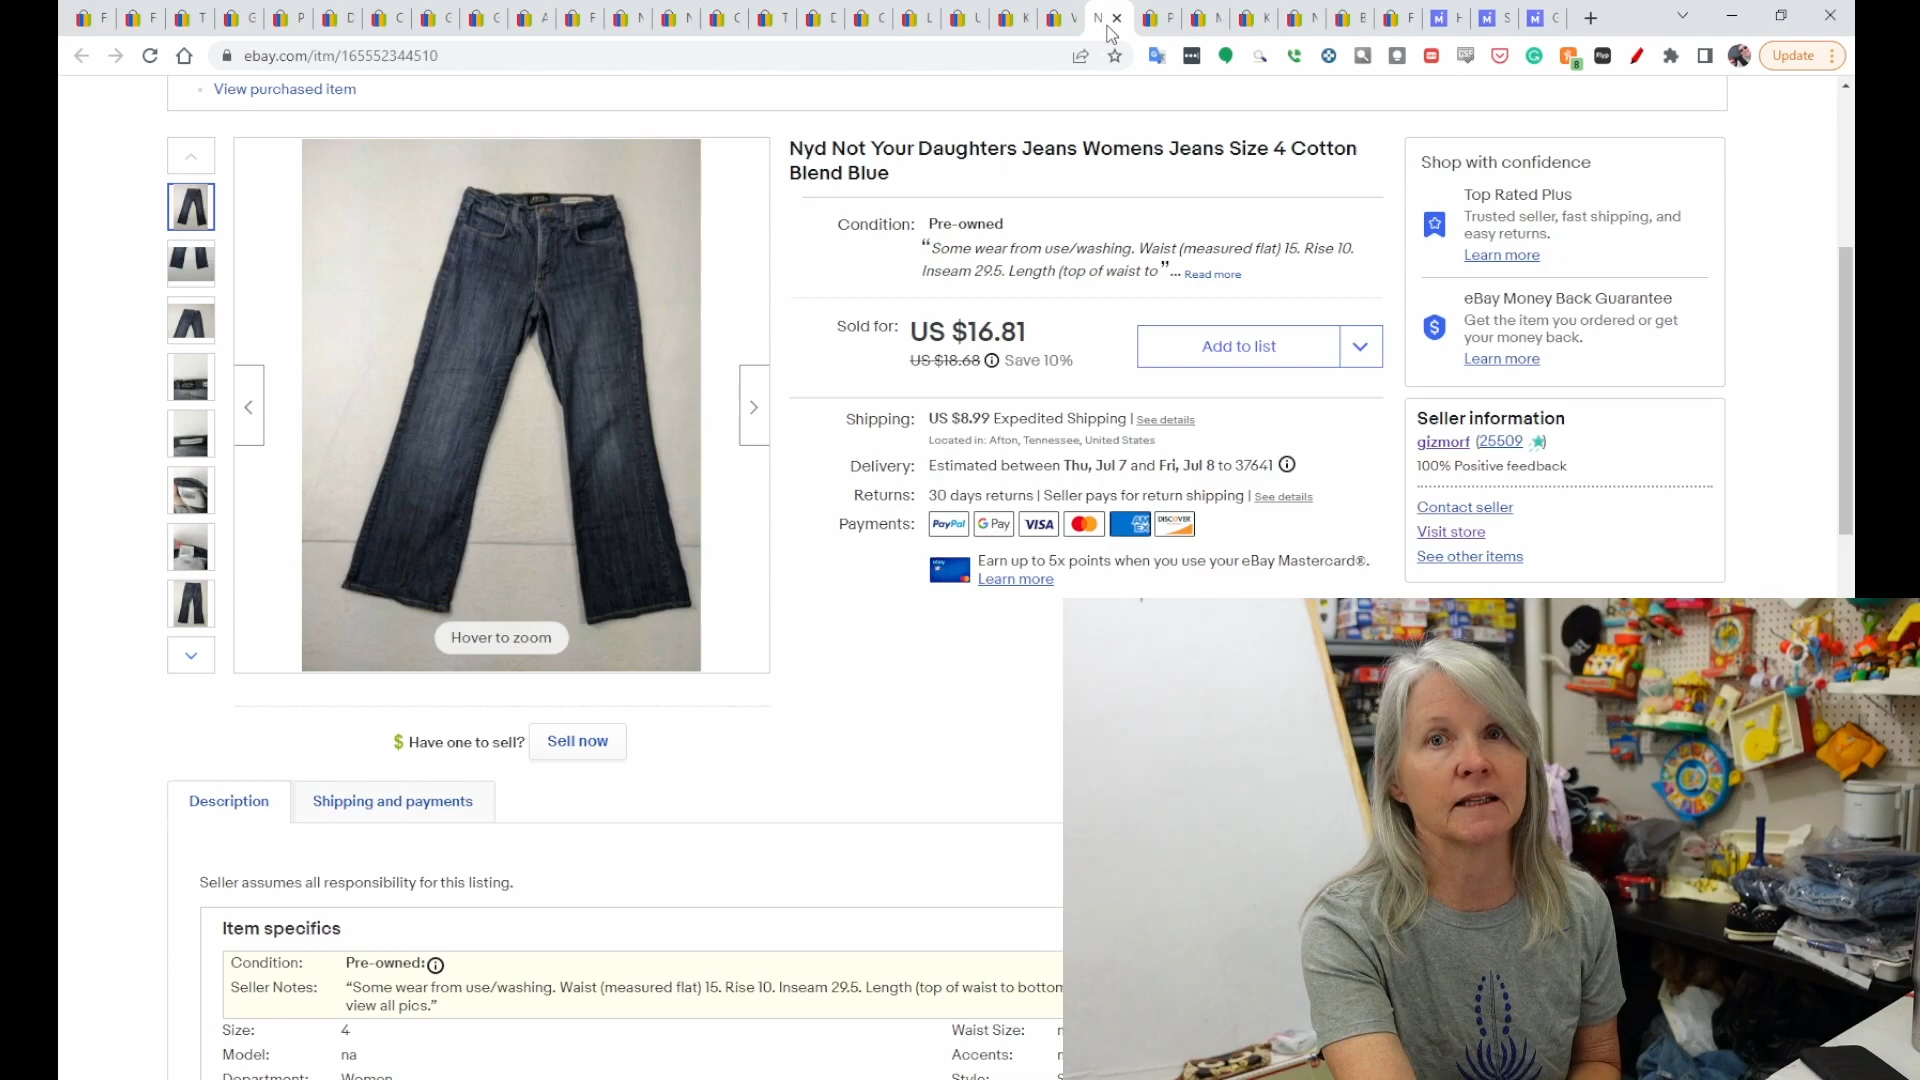 ebay.com/itm/165552344510
Update
8
View purchased item
Nyd Not Your Daughters Jeans Womens Jeans Size 4 Cotton
Blend Blue
Condition: Pre-owned
“Some wear from use/washing. Waist (measured flat) 15. Rise 10.
Inseam 29.5. Length (top of waist to”... Read more
Sold for: US $16.81
US $18.68 Save 10%
Add to list
Shipping: US $8.99 Expedited Shipping | See details
Located in: Afton, Tennessee, United States
Delivery: Estimated between Thu, Jul 7 and Fri, Jul 8 to 37641
Returns: 30 days returns | Seller pays for return shipping | See details
Payments: PayPal G Pay VISA AMEX DISCOVER
Earn up to 5x points when you use your eBay Mastercard®.
Learn more
Shop with confidence
Top Rated Plus
Trusted seller, fast shipping, and
easy returns.
Learn more
eBay Money Back Guarantee
Get the item you ordered or get
your money back.
Learn more
Seller information
gizmorf (25509)
100% Positive feedback
Contact seller
Visit store
See other items
Hover to zoom
$ Have one to sell? Sell now
Description Shipping and payments
Seller assumes all responsibility for this listing.
Item specifics
Condition: Pre-owned:
Seller Notes: “Some wear from use/washing. Waist (measured flat) 15. Rise 10. Inseam 29.5. Length (top of waist to bottom
view all pics.”
Size: 4 Waist Size:
Model: na Accents:
Department: Women Style: